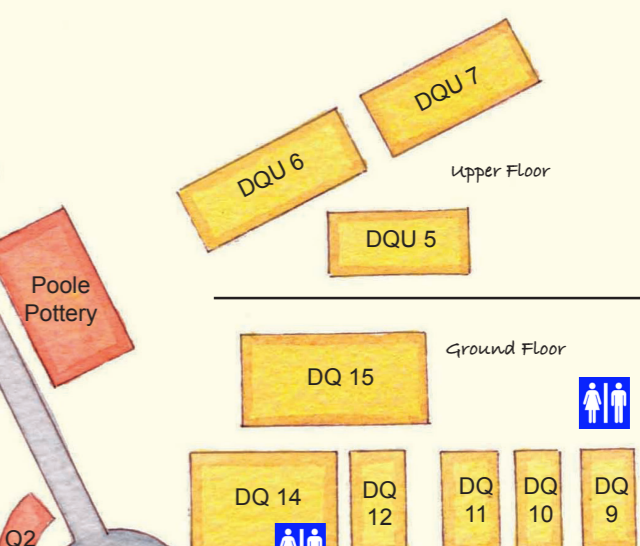 DQU 7
DQU 6
Upper Floor
DQU 5
Poole
Pottery
Ground Floor
DQ 15
DQ 14
DQ
12
DQ
11
DQ
10
DQ
9
Q2